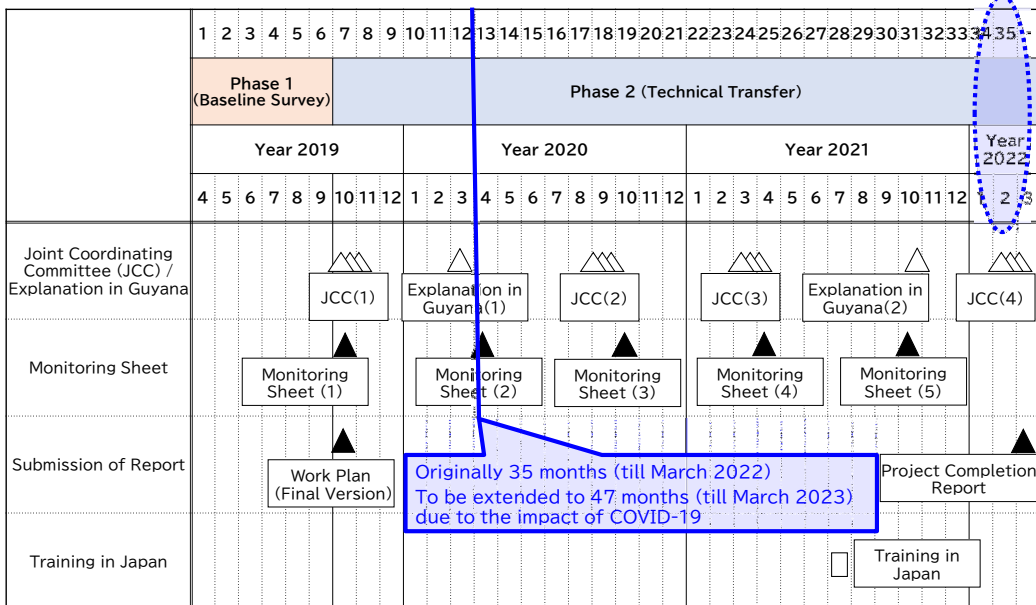 1 2 3 4 5 6 7 8 9 10 11 12 13 14 15 16 17 18 19 20 21 22 23 24 25 26 27 28 29 30 31 32 33 34 35 -
Phase 1
(Baseline Survey)
Phase 2 (Technical Transfer)
Year 2019
Year 2020
Year 2021
Year
2022
4 5 6 7 8 9 10 11 12 1 2 3 4 5 6 7 8 9 10 11 12 1 2 3 4 5 6 7 8 9 10 11 12 1 2 3
Joint Coordinating
Committee (JCC) /
Explanation in Guyana
JCC(1)
Explanation in
Guyana(1)
JCC(2)
JCC(3)
Explanation in
Guyana(2)
JCC(4)
Monitoring Sheet
Monitoring
Sheet (1)
Monitoring
Sheet (2)
Monitoring
Sheet (3)
Monitoring
Sheet (4)
Monitoring
Sheet (5)
Submission of Report
Work Plan
(Final Version)
Originally 35 months (till March 2022)
To be extended to 47 months (till March 2023)
due to the impact of COVID-19
Project Completion
Report
Training in Japan
Training in
Japan